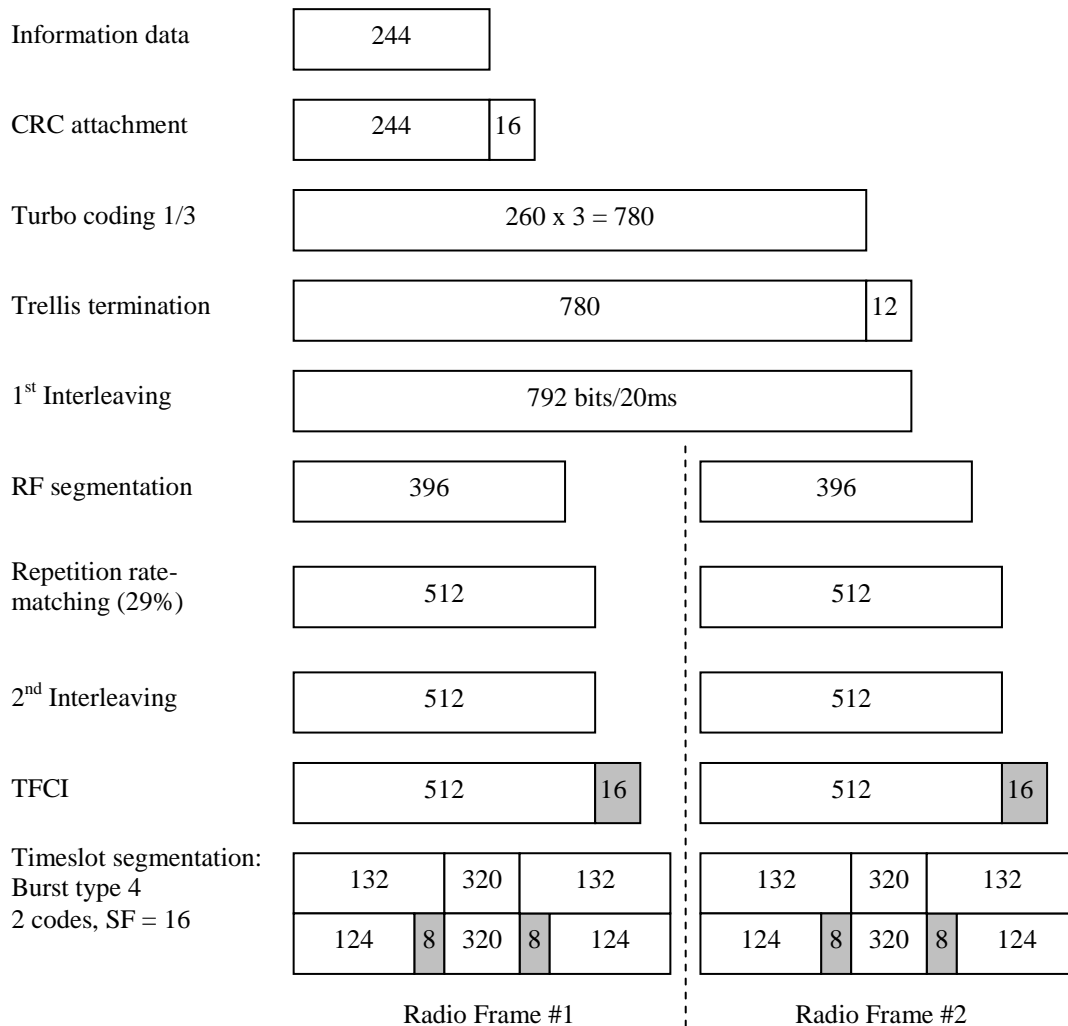 Information data
244
CRC attachment
244 16
Turbo coding 1/3
260 x 3 = 780
Trellis termination
780 12
1st Interleaving
792 bits/20ms
RF segmentation
396 396
Repetition rate-
matching (29%)
512 512
2nd Interleaving
512 512
TFCI
512 16 512 16
Timeslot segmentation:
Burst type 4
2 codes, SF = 16
132 320 132 132 320 132
124 8 320 8 124 124 8 320 8 124
Radio Frame #1 Radio Frame #2